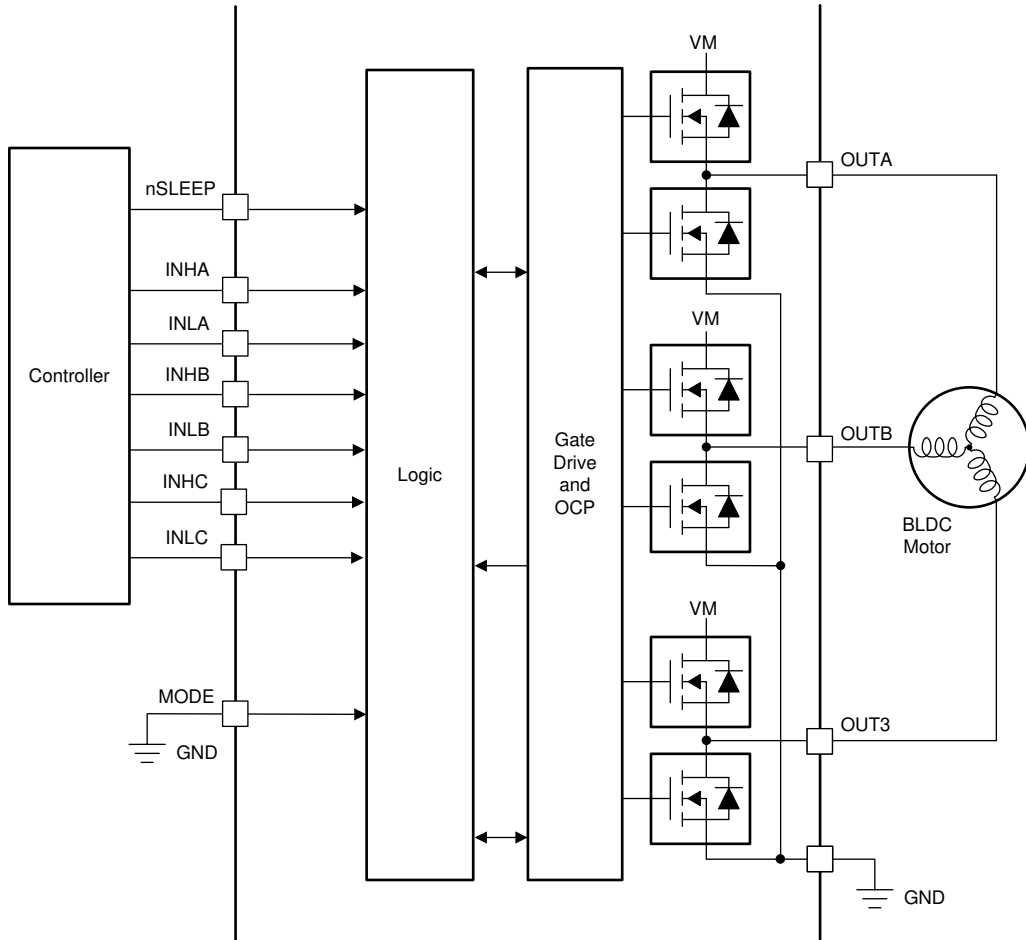 VM
OUTA
nSLEEP
INHA
INLA
INHB
INLB
INHC
INLC
Controller
Logic
Gate
Drive
and
OCP
VM
OUTB
BLDC
Motor
VM
MODE
GND
OUT3
GND